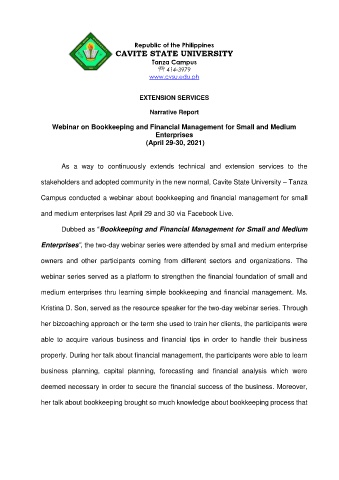 Republic of the Philippines
CAVITE STATE UNIVERSITY
Tanza Campus
414-3979
www.cvsu.edu.ph
EXTENSION SERVICES
Narrative Report
Webinar on Bookkeeping and Financial Management for Small and Medium
Enterprises
(April 29-30, 2021)
As a way to continuously extends technical and extension services to the
stakeholders and adopted community in the new normal, Cavite State University – Tanza
Campus conducted a webinar about bookkeeping and financial management for small
and medium enterprises last April 29 and 30 via Facebook Live.
Dubbed as "Bookkeeping and Financial Management for Small and Medium
Enterprises", the two-day webinar series were attended by small and medium enterprise
owners and other participants coming from different sectors and organizations. The
webinar series served as a platform to strengthen the financial foundation of small and
medium enterprises thru learning simple bookkeeping and financial management. Ms.
Kristina D. Son, served as the resource speaker for the two-day webinar series. Through
her bizcoaching approach or the term she used to train her clients, the participants were
able to acquire various business and financial tips in order to handle their business
properly. During her talk about financial management, the participants were able to learn
business planning, capital planning, forecasting and financial analysis which were
deemed necessary in order to secure the financial success of the business. Moreover,
her talk about bookkeeping brought so much knowledge about bookkeeping process that